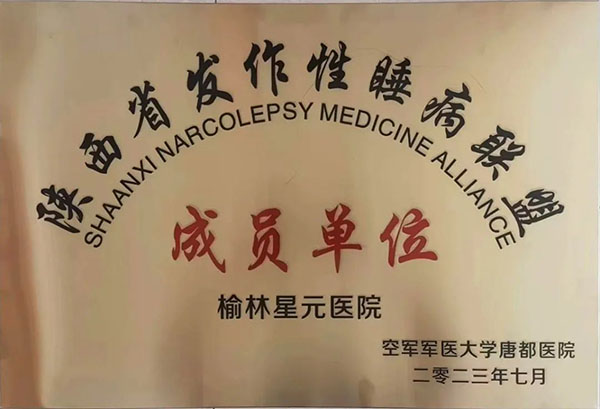 陕西省发作性睡病联盟
SHAANXI NARCOLEPSY MEDICINE ALLIANCE
成员单位
榆林星元医院
空军军医大学唐都医院
二零二三年七月